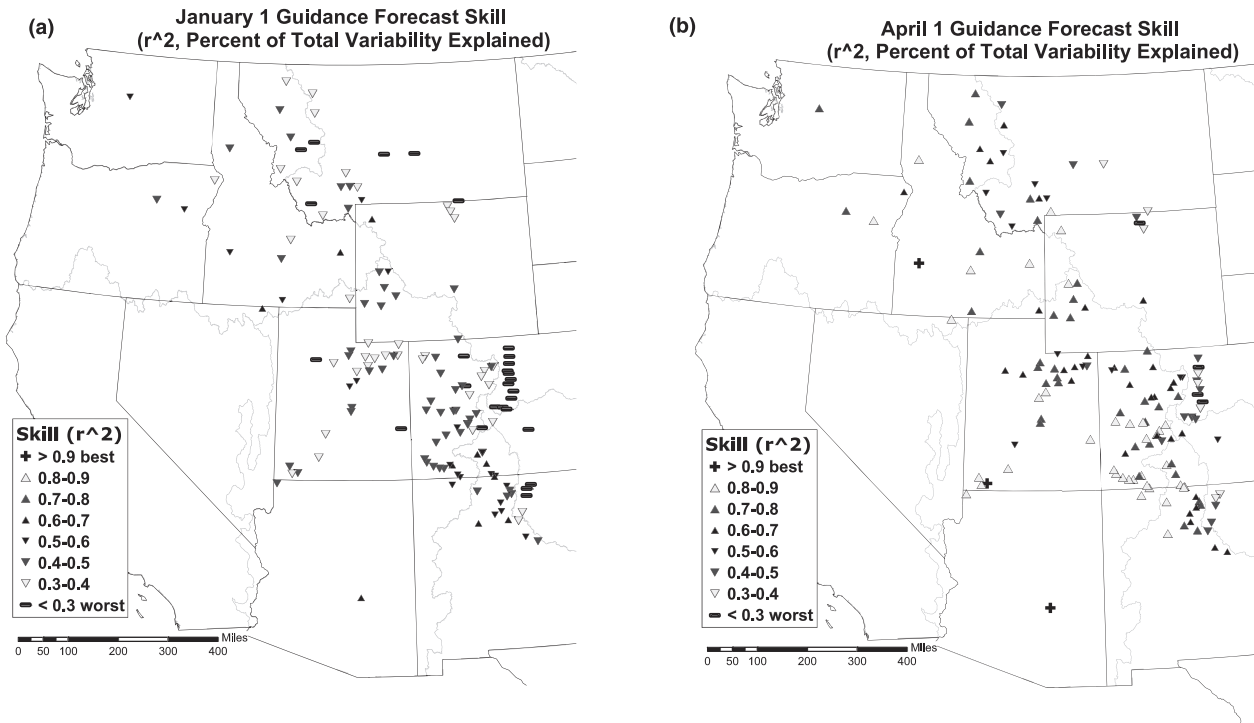 (a)
January 1 Guidance Forecast Skill
(r^2, Percent of Total Variability Explained)
Skill (r^2)
> 0.9 best
0.8-0.9
0.7-0.8
0.6-0.7
0.5-0.6
0.4-0.5
0.3-0.4
< 0.3 worst
Miles
0 25 50 100 200 300 400
(b)
April 1 Guidance Forecast Skill
(r^2, Percent of Total Variability Explained)
Skill (r^2)
> 0.9 best
0.8-0.9
0.7-0.8
0.6-0.7
0.5-0.6
0.4-0.5
0.3-0.4
< 0.3 worst
Miles
0 25 50 100 200 300 400